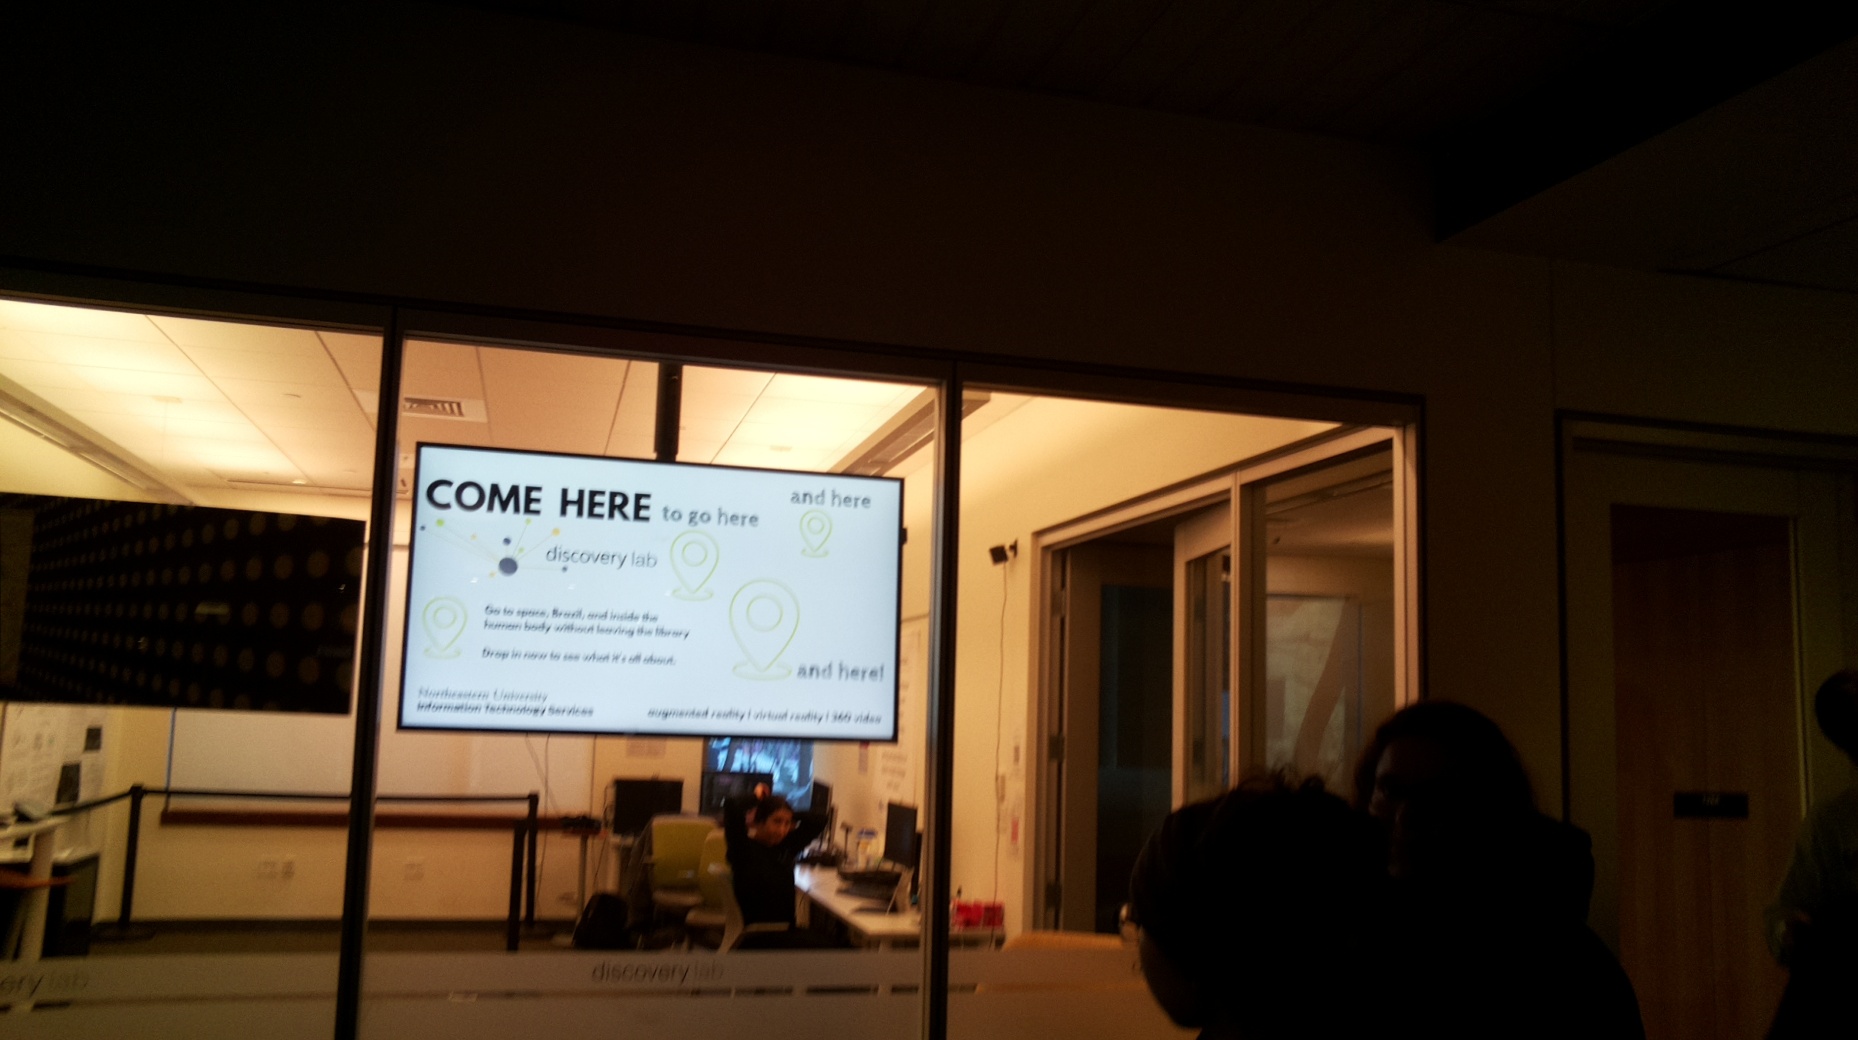 COME HERE to go here
and here
discovery lab
Go to space, Brazil, and inside the
human body without leaving the library
Drop in now to see what it's all about.
and here!
Northeastern University
Information Technology Services
augmented reality | virtual reality | 360 video
ery lab
discovery lab